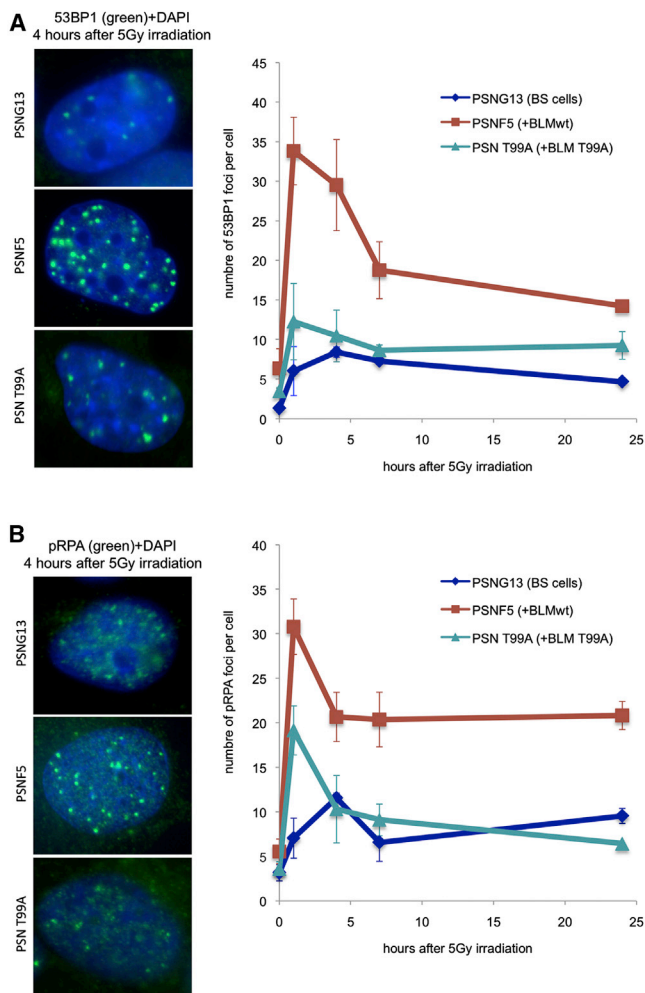 A
53BP1 (green)+DAPI
4 hours after 5Gy irradiation
PSNG13
PSNF5
PSN T99A
numbre of 53BP1 foci per cell
45
40
35
30
25
20
15
10
5
0
0 5 10 15 20 25
hours after 5Gy irradiation
PSNG13 (BS cells)
PSNF5 (+BLMwt)
PSN T99A (+BLM T99A)
B
pRPA (green)+DAPI
4 hours after 5Gy irradiation
PSNG13
PSNF5
PSN T99A
numbre of pRPA foci per cell
40
35
30
25
20
15
10
5
0
0 5 10 15 20 25
hours after 5Gy irradiation
PSNG13 (BS cells)
PSNF5 (+BLMwt)
PSN T99A (+BLM T99A)